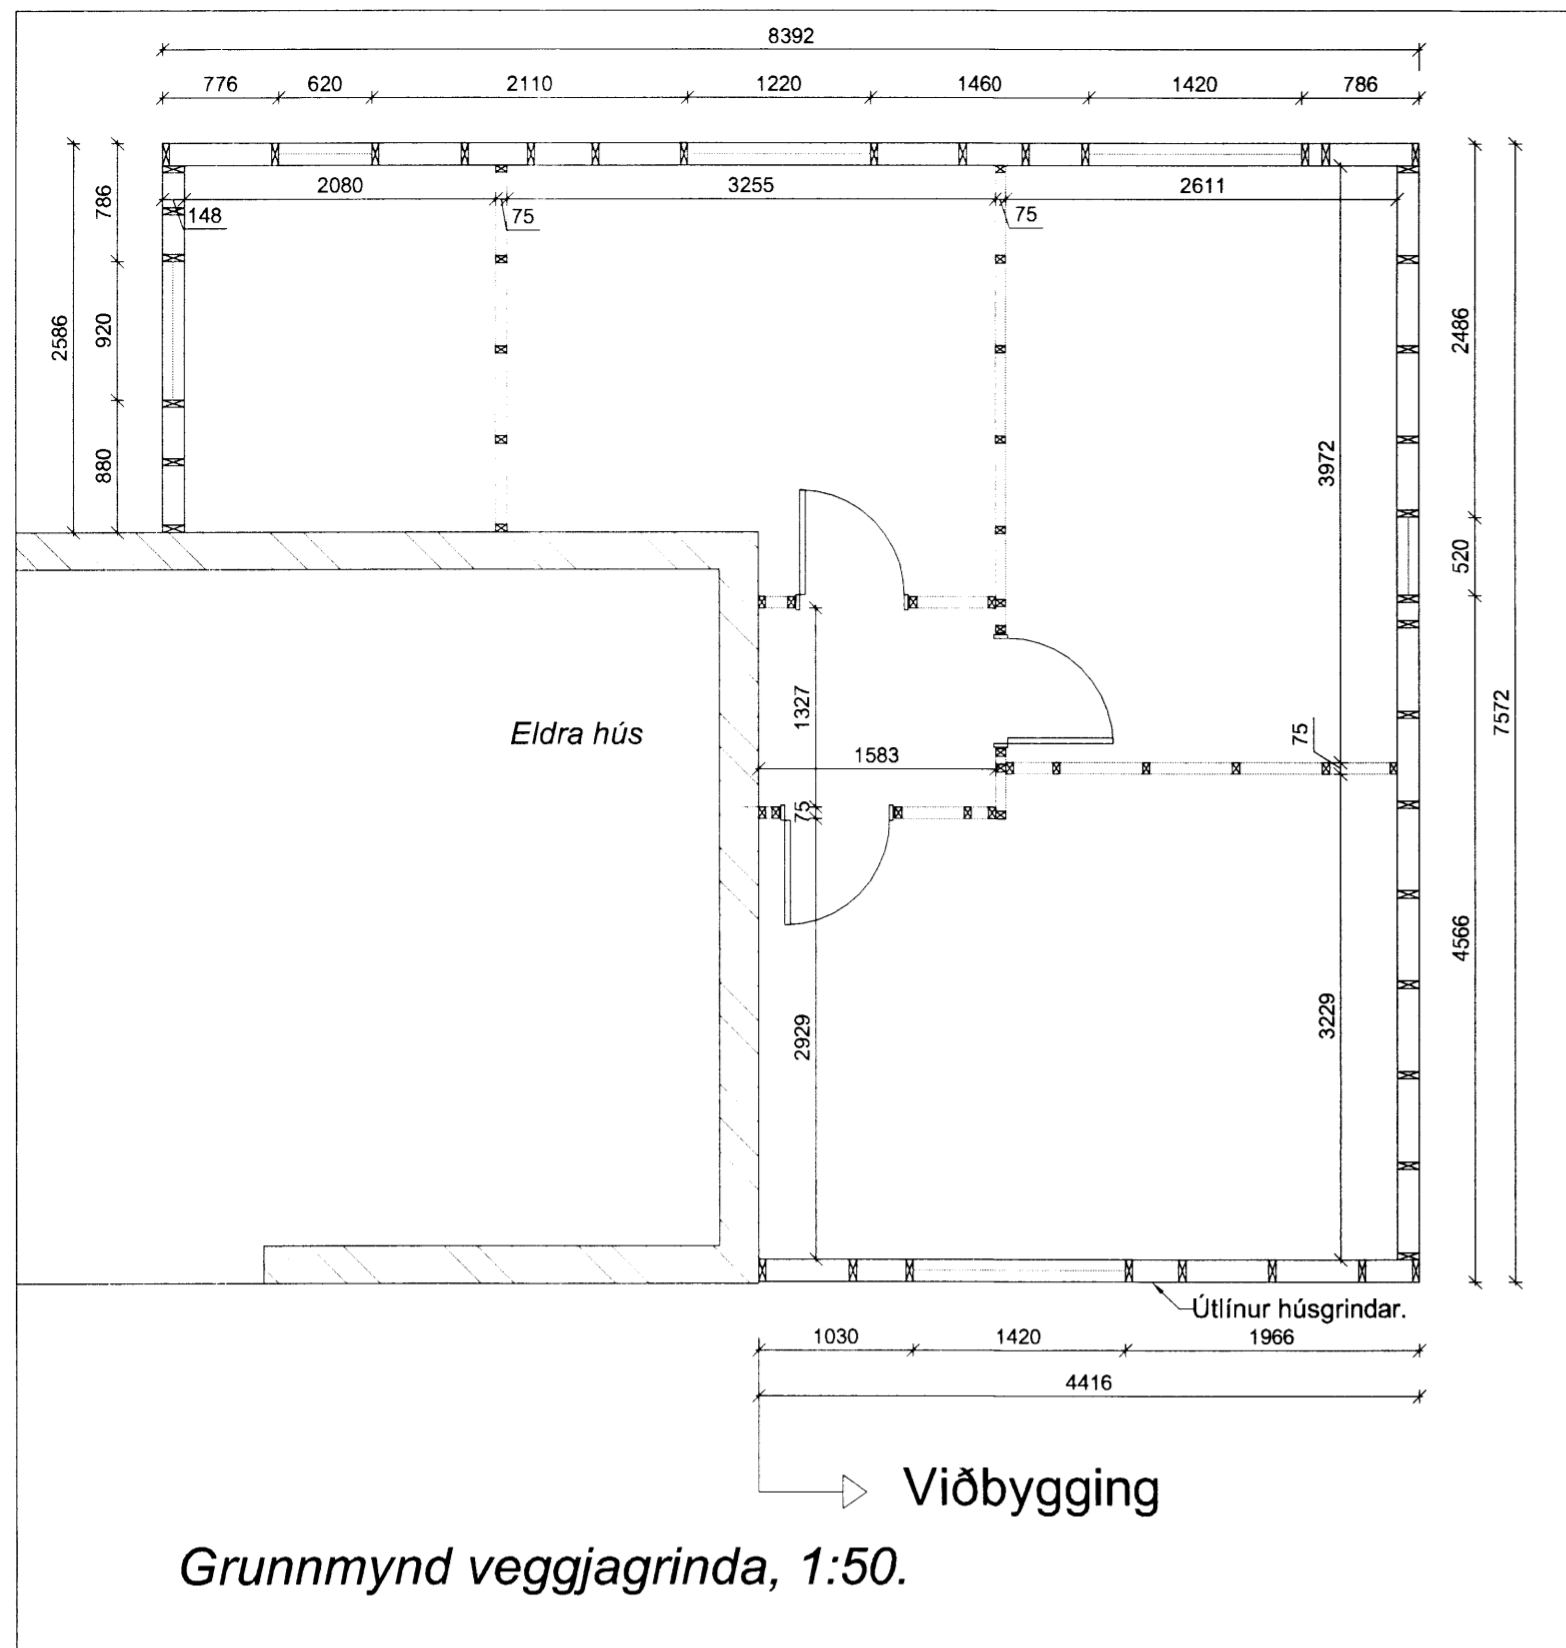 8392
776 620 2110 1220 1460 1420 786
2080 3255 2611
148 75 75
786
920
880
2586
2486
520
4566
7572
3972
3229
75
1327
75
2929
1583
Eldra hús
Útlínur húsgrindar.
1030 1420 1966
4416
Viðbygging
Grunnmynd veggjagrinda, 1:50.